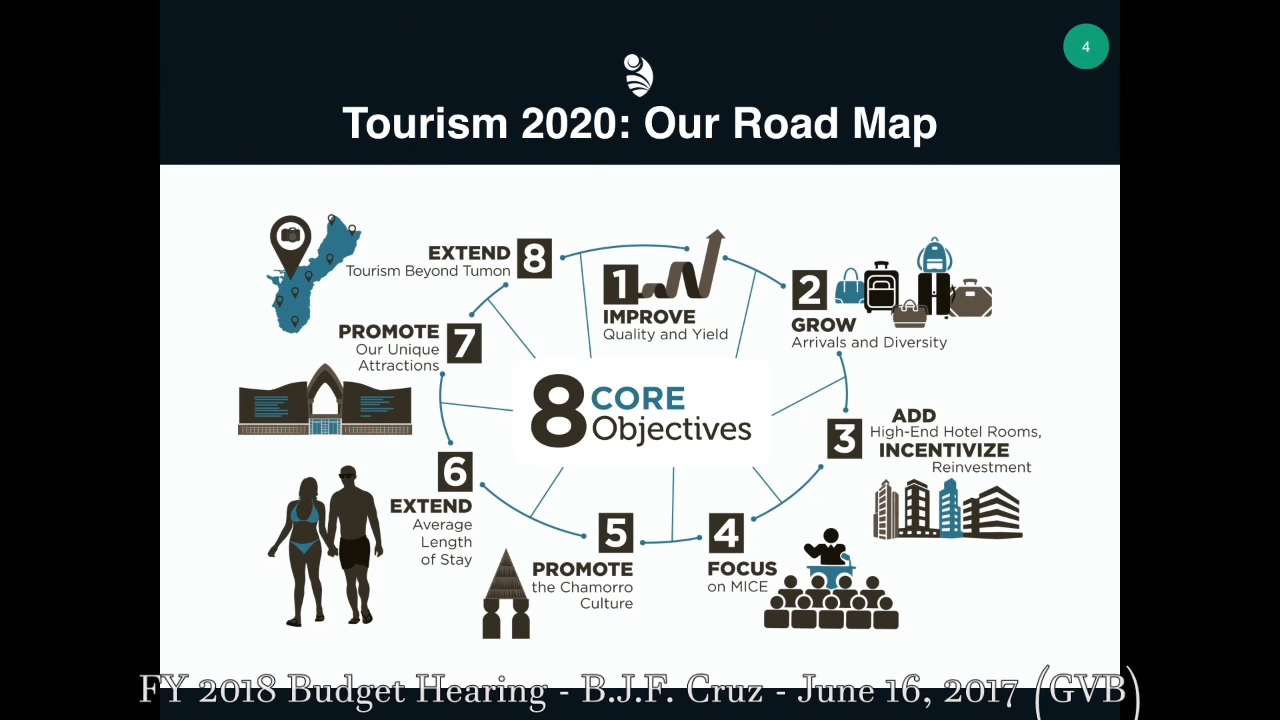 4
Tourism 2020: Our Road Map
8 CORE
Objectives
1
IMPROVE
Quality and Yield
2
GROW
Arrivals and Diversity
3
ADD
High-End Hotel Rooms,
INCENTIVIZE
Reinvestment
4
FOCUS
on MICE
5
PROMOTE
the Chamorro
Culture
6
EXTEND
Average
Length
of Stay
7
PROMOTE
Our Unique
Attractions
8
EXTEND
Tourism Beyond Tumon
FY 2018 Budget Hearing - B.J.F. Cruz - June 16, 2017 (GVB)